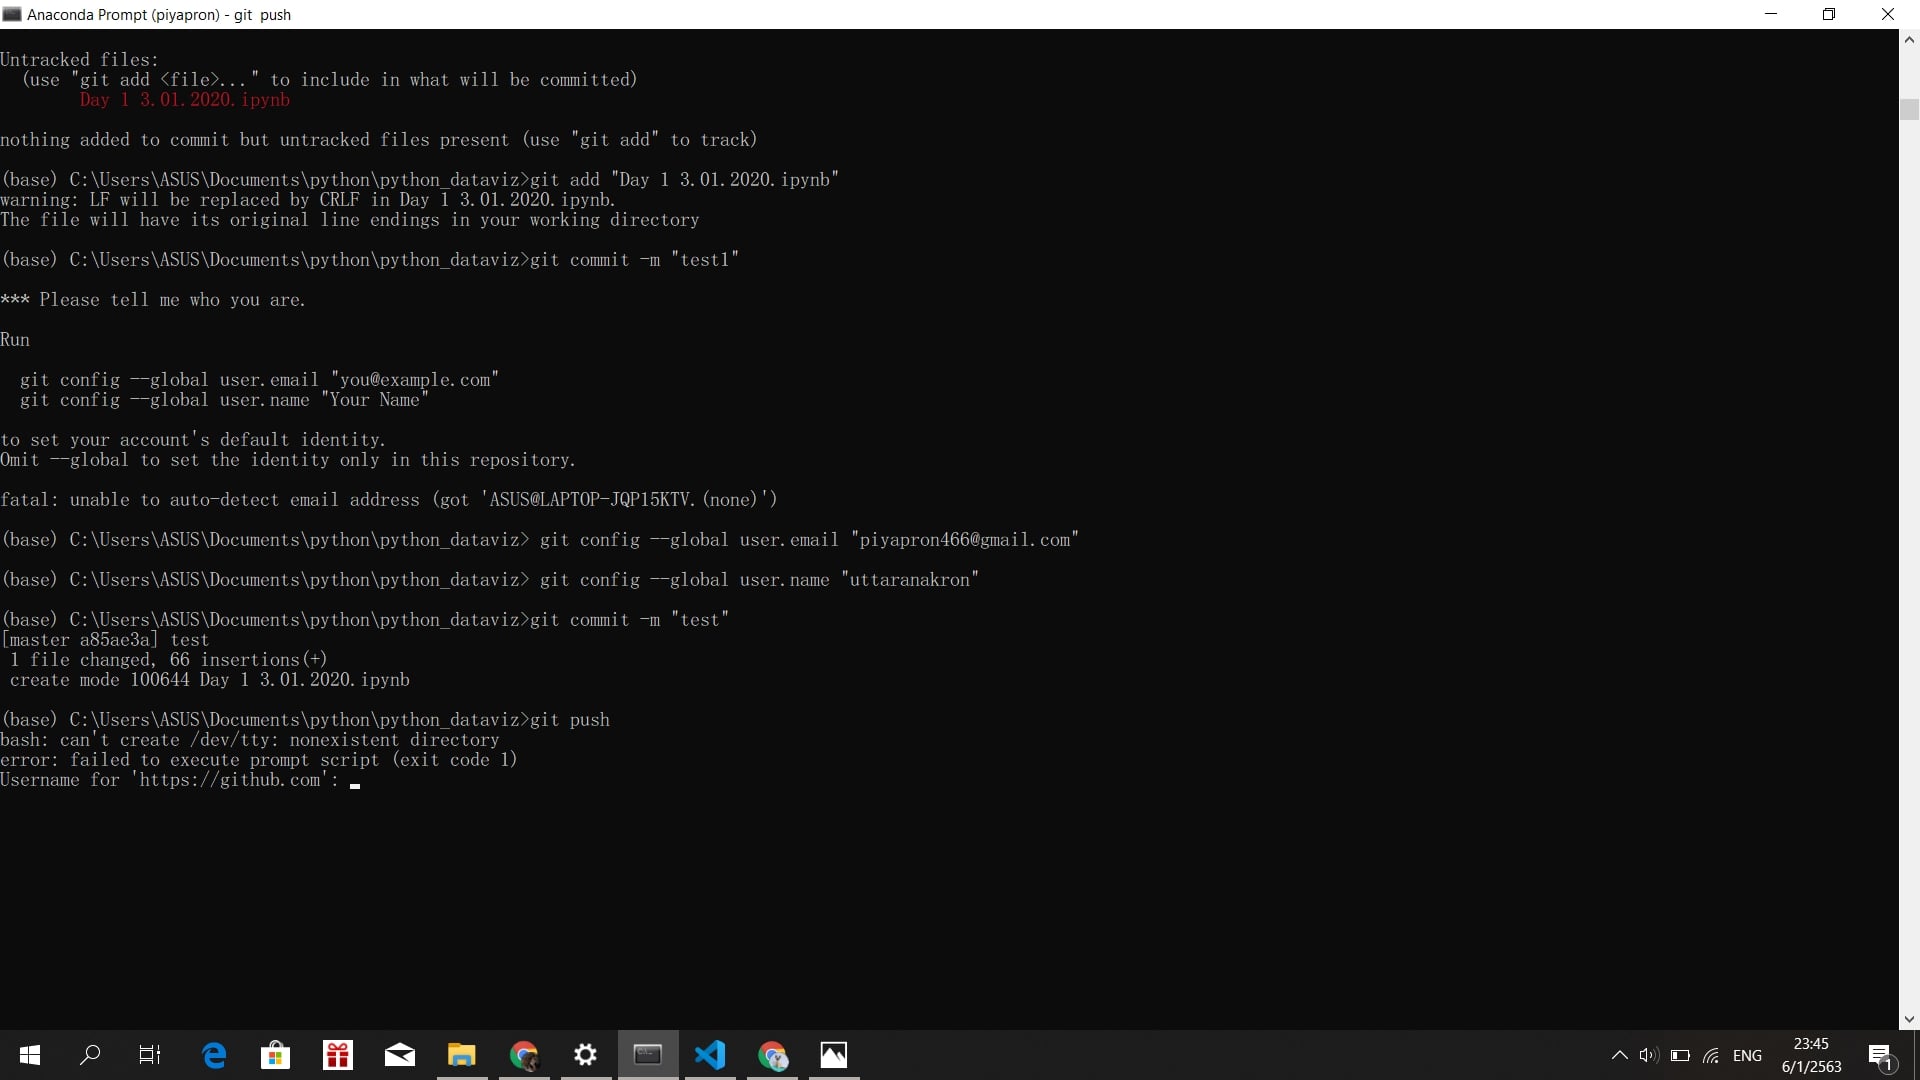 Anaconda Prompt (piyapron) - git  push
Untracked files:
(use "git add <file>..." to include in what will be committed)
Day 1 3.01.2020.ipynb
nothing added to commit but untracked files present (use "git add" to track)
(base) C:\Users\ASUS\Documents\python\python_dataviz>git add "Day 1 3.01.2020.ipynb"
warning: LF will be replaced by CRLF in Day 1 3.01.2020.ipynb.
The file will have its original line endings in your working directory
(base) C:\Users\ASUS\Documents\python\python_dataviz>git commit -m "test1"
*** Please tell me who you are.
Run
git config --global user.email "you@example.com"
git config --global user.name "Your Name"
to set your account's default identity.
Omit --global to set the identity only in this repository.
fatal: unable to auto-detect email address (got 'ASUS@LAPTOP-JQP15KTV.(none)')
(base) C:\Users\ASUS\Documents\python\python_dataviz> git config --global user.email "piyapron466@gmail.com"
(base) C:\Users\ASUS\Documents\python\python_dataviz> git config --global user.name "uttaranakron"
(base) C:\Users\ASUS\Documents\python\python_dataviz>git commit -m "test"
[master a85ae3a] test
1 file changed, 66 insertions(+)
create mode 100644 Day 1 3.01.2020.ipynb
(base) C:\Users\ASUS\Documents\python\python_dataviz>git push
bash: can't create /dev/tty: nonexistent directory
error: failed to execute prompt script (exit code 1)
Username for 'https://github.com':
ENG
23:45
6/1/2563
1